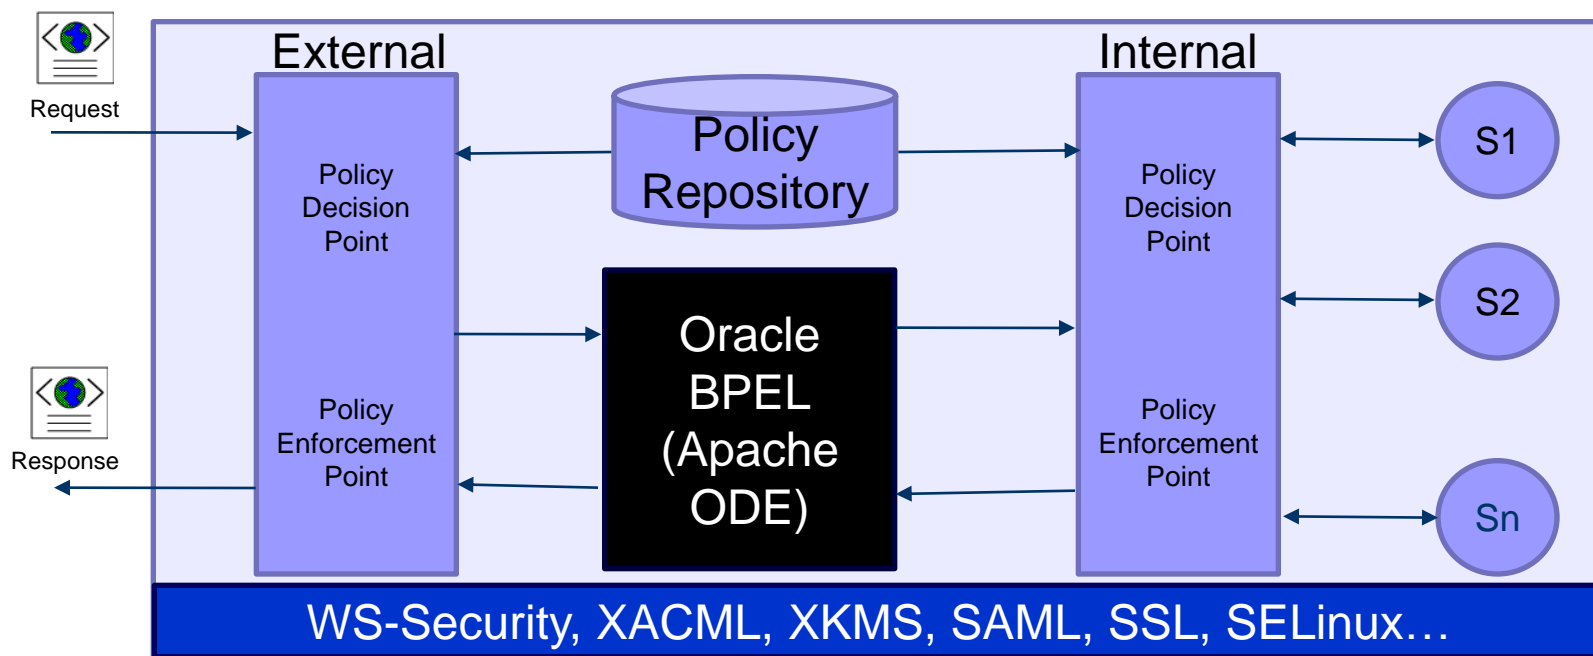 Request
Response
External
Policy
Decision
Point
Policy
Enforcement
Point
Policy
Repository
Oracle
BPEL
(Apache
ODE)
Internal
Policy
Decision
Point
Policy
Enforcement
Point
S1
S2
Sn
WS-Security, XACML, XKMS, SAML, SSL, SELinux…